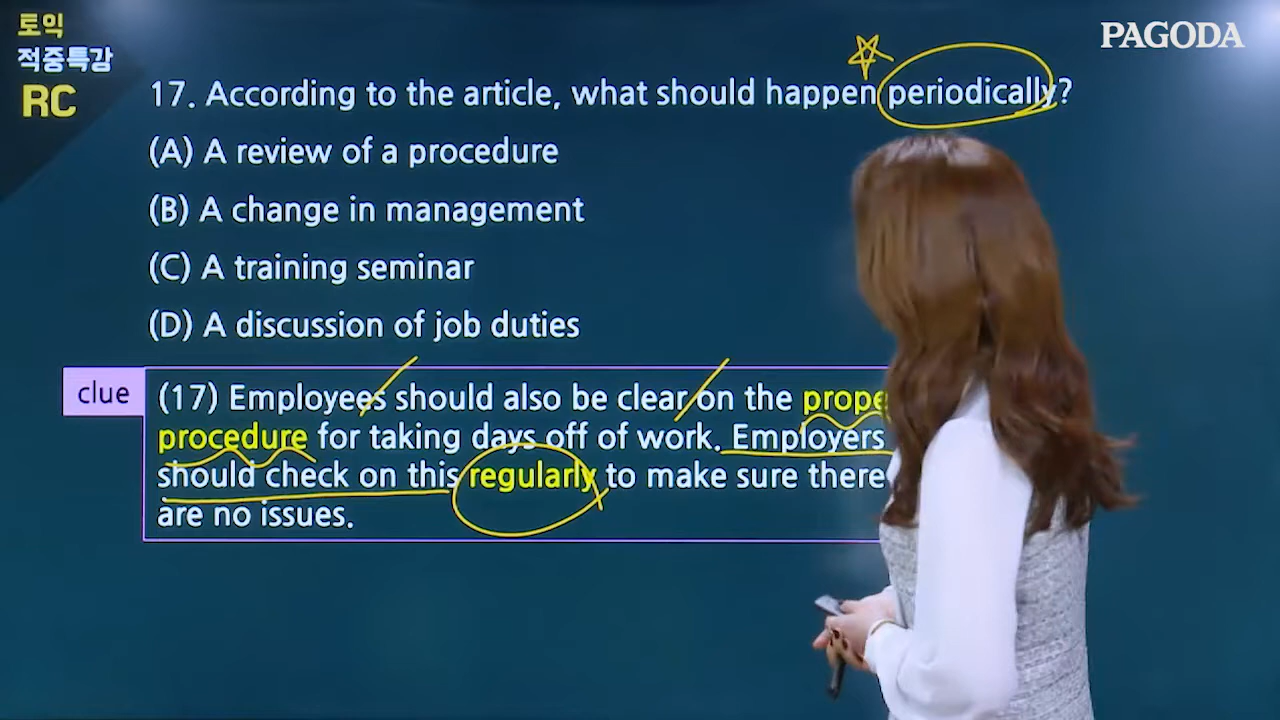 토익
적중특강
RC
PAGODA
17. According to the article, what should happen periodically?
(A) A review of a procedure
(B) A change in management
(C) A training seminar
(D) A discussion of job duties
clue
(17) Employees should also be clear on the prope
procedure for taking days off of work. Employers
should check on this regularly to make sure there
are no issues.